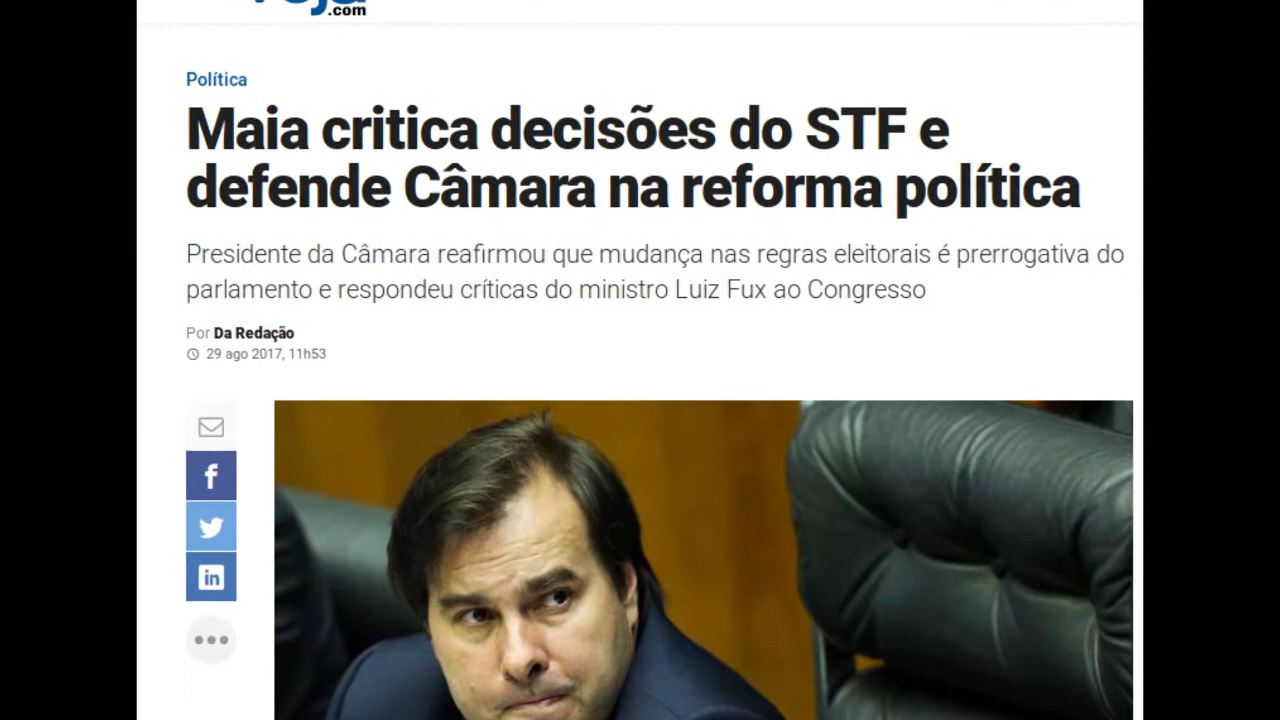 .com
Política
Maia critica decisões do STF e
defende Câmara na reforma política
Presidente da Câmara reafirmou que mudança nas regras eleitorais é prerrogativa do
parlamento e respondeu críticas do ministro Luiz Fux ao Congresso
Por Da Redação
29 ago 2017, 11h53